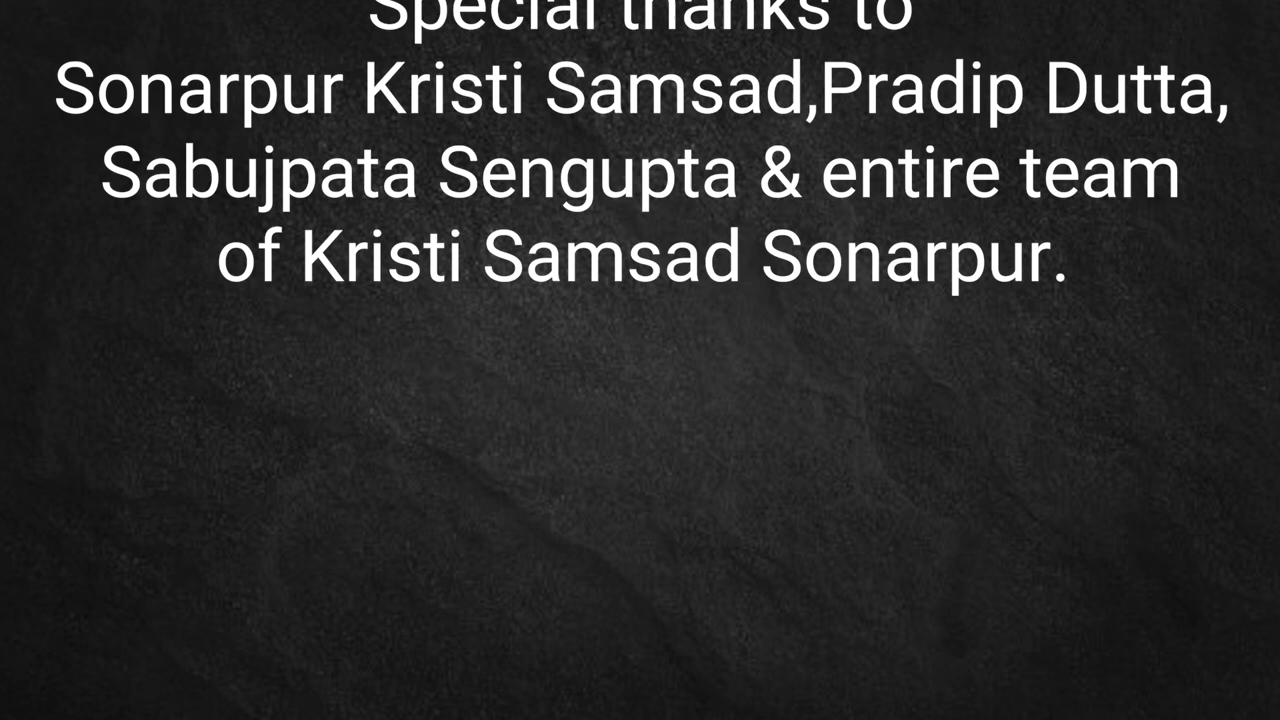 Special thanks to
Sonarpur Kristi Samsad,Pradip Dutta,
Sabujpata Sengupta & entire team
of Kristi Samsad Sonarpur.